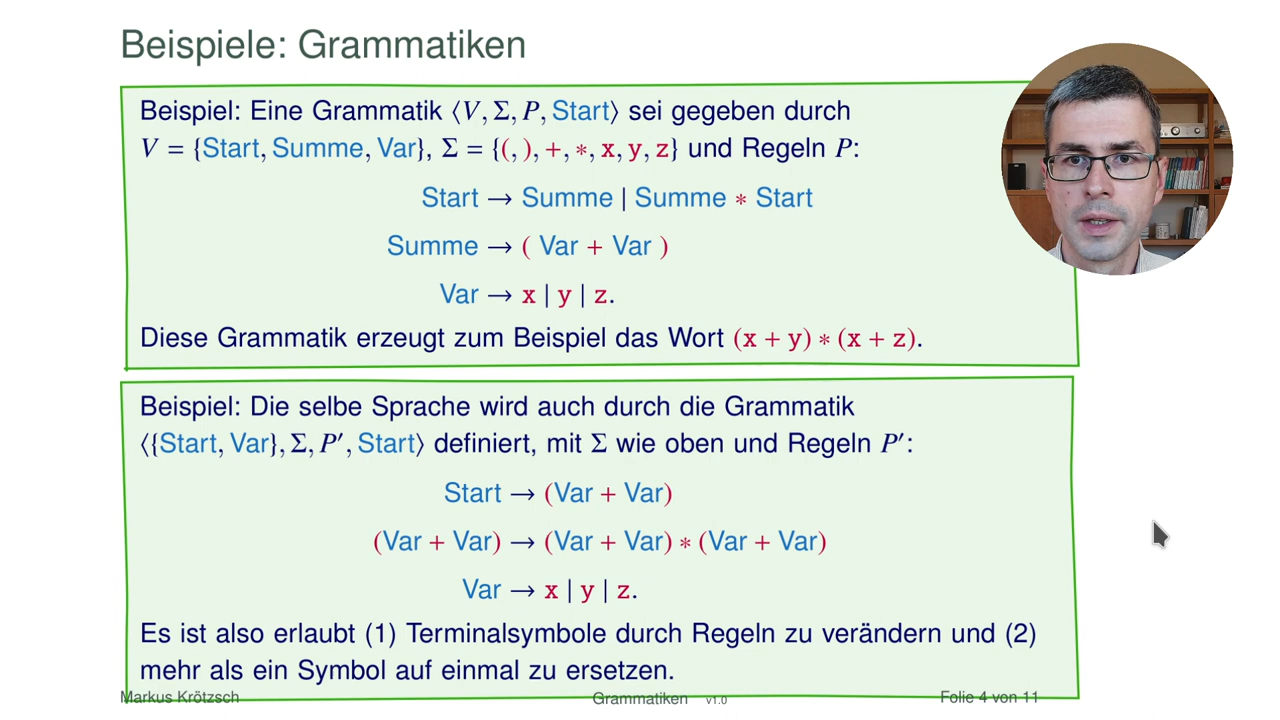 Beispiele: Grammatiken
Beispiel: Eine Grammatik ⟨V, Σ, P, Start⟩ sei gegeben durch
V = {Start, Summe, Var}, Σ = {(, ), +, ∗, x, y, z} und Regeln P:
Start → Summe | Summe ∗ Start
Summe → ( Var + Var )
Var → x | y | z.
Diese Grammatik erzeugt zum Beispiel das Wort (x + y) ∗ (x + z).
Beispiel: Die selbe Sprache wird auch durch die Grammatik
⟨{Start, Var}, Σ, P′, Start⟩ definiert, mit Σ wie oben und Regeln P′:
Start → (Var + Var)
(Var + Var) → (Var + Var) ∗ (Var + Var)
Var → x | y | z.
Es ist also erlaubt (1) Terminalsymbole durch Regeln zu verändern und (2)
mehr als ein Symbol auf einmal zu ersetzen.
Markus Krötzsch Grammatiken v1.0 Folie 4 von 11